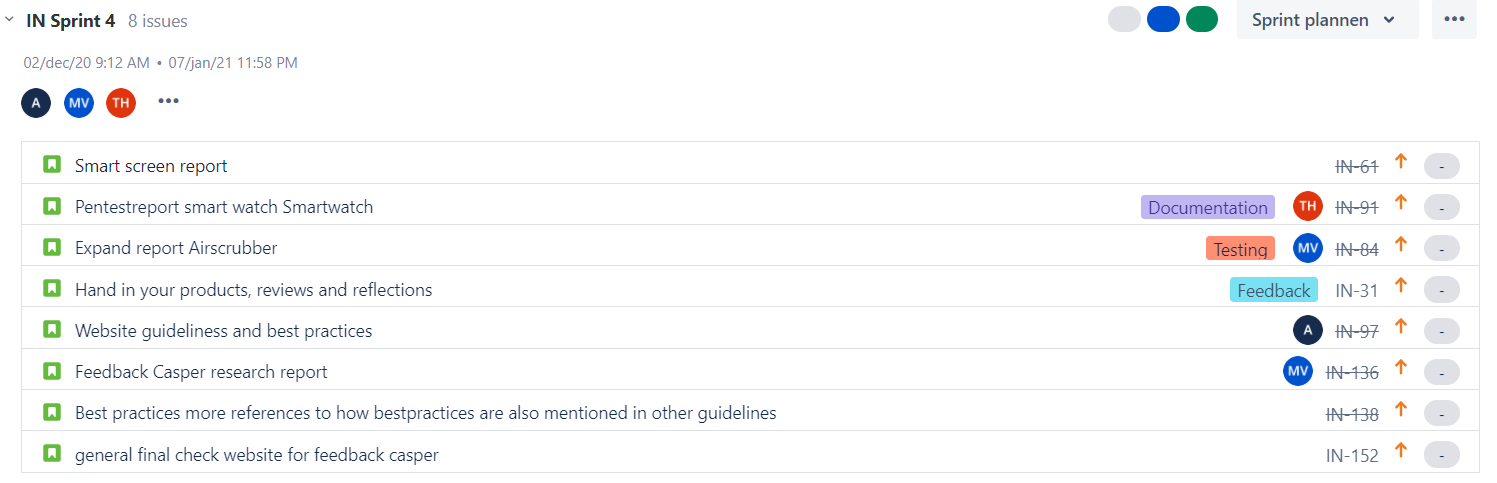 IN Sprint 4 8 issues Sprint plannen •••
02/dec/20 9:12 AM • 07/jan/21 11:58 PM
A MV TH •••
Smart screen report IN-61 -
Pentestreport smart watch Smartwatch Documentation TH IN-91 -
Expand report Airscrubber Testing MV IN-84 -
Hand in your products, reviews and reflections Feedback IN-31 -
Website guideliness and best practices A IN-97 -
Feedback Casper research report MV IN-136 -
Best practices more references to how bestpractices are also mentioned in other guidelines IN-138 -
general final check website for feedback casper IN-152 -